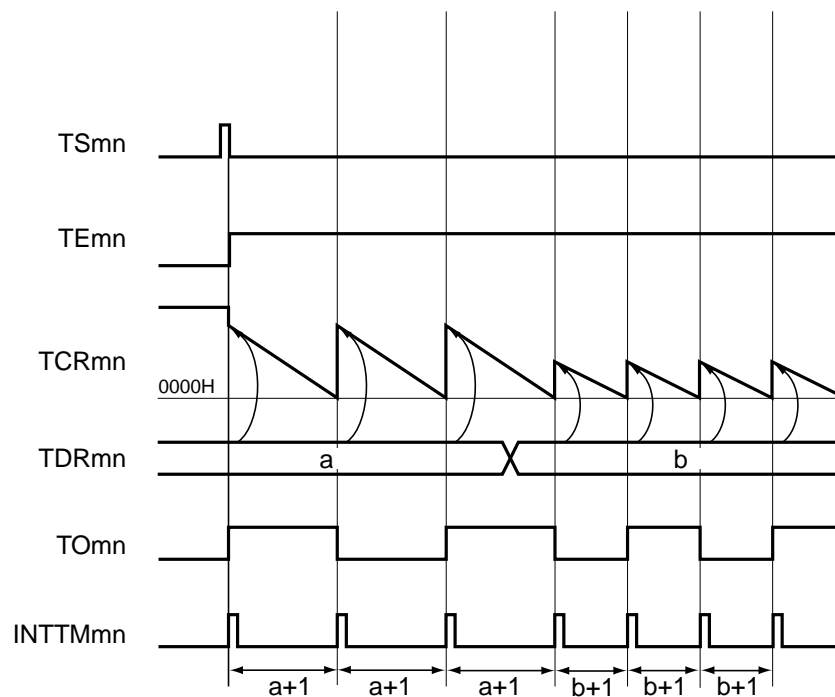 TSmn
TEmn
TCRmn
0000H
TDRmn
a
b
TOmn
INTTMmn
a+1
a+1
a+1
b+1
b+1
b+1